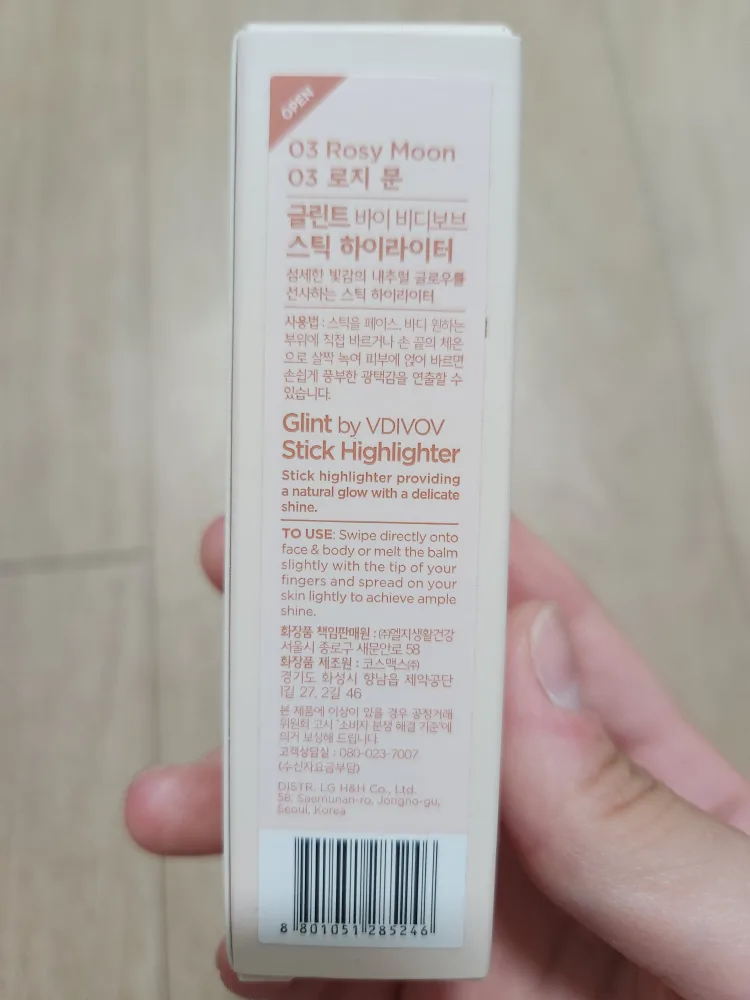 OPEN
03 Rosy Moon
03 로지 문
글린트 바이 비디보브
스틱 하이라이터
섬세한 빛감의 내추럴 글로우를
선사하는 스틱 하이라이터
사용법 : 스틱을 페이스, 바디 원하는
부위에 직접 바르거나 손 끝의 체온
으로 살짝 녹여 피부에 얹어 바르면
손쉽게 풍부한 광택감을 연출할 수
있습니다.
Glint by VDIVOV
Stick Highlighter
Stick highlighter providing
a natural glow with a delicate
shine.
TO USE: Swipe directly onto
face & body or melt the balm
slightly with the tip of your
fingers and spread on your
skin lightly to achieve ample
shine.
화장품 책임판매원 : ㈜엘지생활건강
서울시 종로구 새문안로 58
화장품 제조원 : 코스맥스㈜
경기도 화성시 향남읍 제약공단
1길 27, 2길 46
본 제품에 이상이 있을 경우 공정거래
위원회 고시 '소비자 분쟁 해결 기준'에
의거 보상해 드립니다.
고객상담실 : 080-023-7007
(수신자요금부담)
DISTR. LG H&H Co., Ltd.
58, Saemunan-ro, Jongno-gu,
Seoul, Korea
8 801051 285246